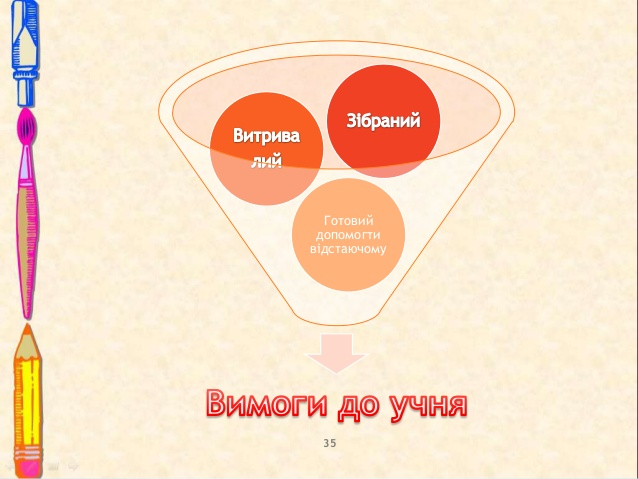 Витрива
лий
Зібраний
Готовий
допомогти
відстаючому
Вимоги до учня
35